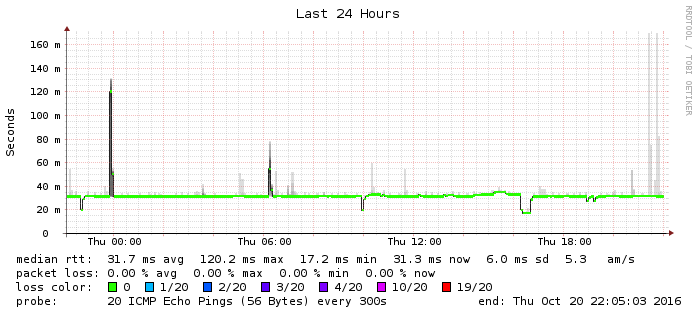 Last 24 Hours
RRDTOOL / TOBI OETIKER
Seconds
160 m
140 m
120 m
100 m
80 m
60 m
40 m
20 m
0
Thu 00:00 Thu 06:00 Thu 12:00 Thu 18:00
median rtt: 31.7 ms avg 120.2 ms max 17.2 ms min 31.3 ms now 6.0 ms sd 5.3 am/s
packet loss: 0.00 % avg 0.00 % max 0.00 % min 0.00 % now
loss color: 0 1/20 2/20 3/20 4/20 10/20 19/20
probe: 20 ICMP Echo Pings (56 Bytes) every 300s end: Thu Oct 20 22:05:03 2016